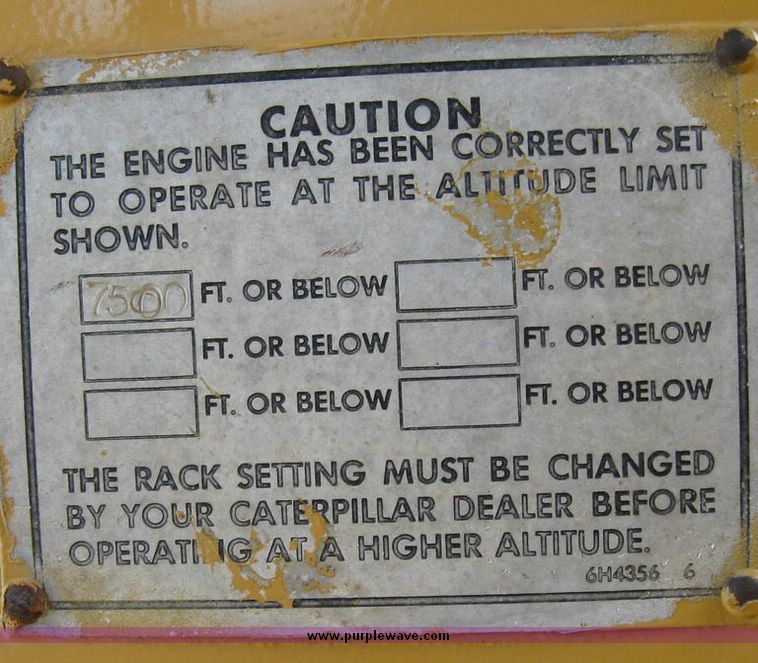 CAUTION
THE ENGINE HAS BEEN CORRECTLY SET
TO OPERATE AT THE ALTITUDE LIMIT
SHOWN.
7500 FT. OR BELOW FT. OR BELOW
FT. OR BELOW FT. OR BELOW
FT. OR BELOW FT. OR BELOW
THE RACK SETTING MUST BE CHANGED
BY YOUR CATERPILLAR DEALER BEFORE
OPERATING AT A HIGHER ALTITUDE.
6H4356 6
www.purplewave.com